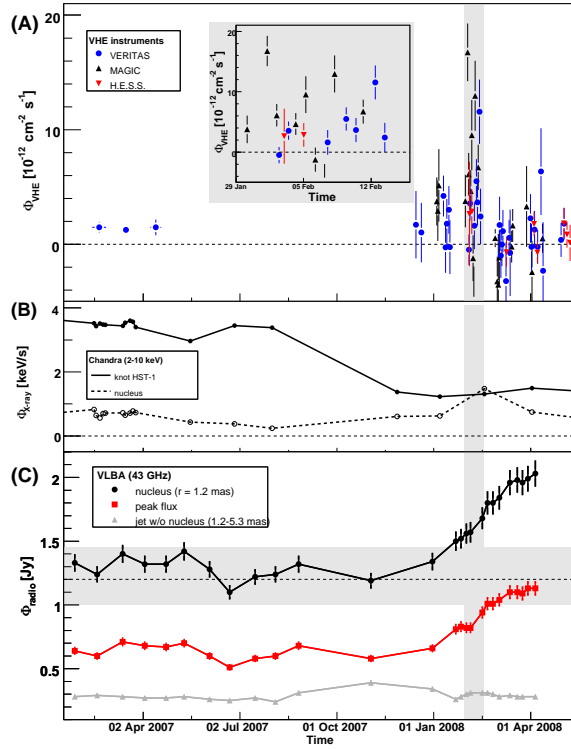 (A)
VHE instruments
VERITAS
MAGIC
H.E.S.S.
Φ_VHE [10^-12 cm^-2 s^-1]
20
10
0
Φ_VHE [10^-12 cm^-2 s^-1]
20
10
0
29 Jan
05 Feb
12 Feb
Time
(B)
Φ_X-ray [keV/s]
4
2
0
Chandra (2-10 keV)
knot HST-1
nucleus
(C)
Φ_radio [Jy]
2
1.5
1
0.5
VLBA (43 GHz)
nucleus (r = 1.2 mas)
peak flux
jet w/o nucleus (1.2-5.3 mas)
02 Apr 2007
02 Jul 2007
01 Oct 2007
01 Jan 2008
01 Apr 2008
Time